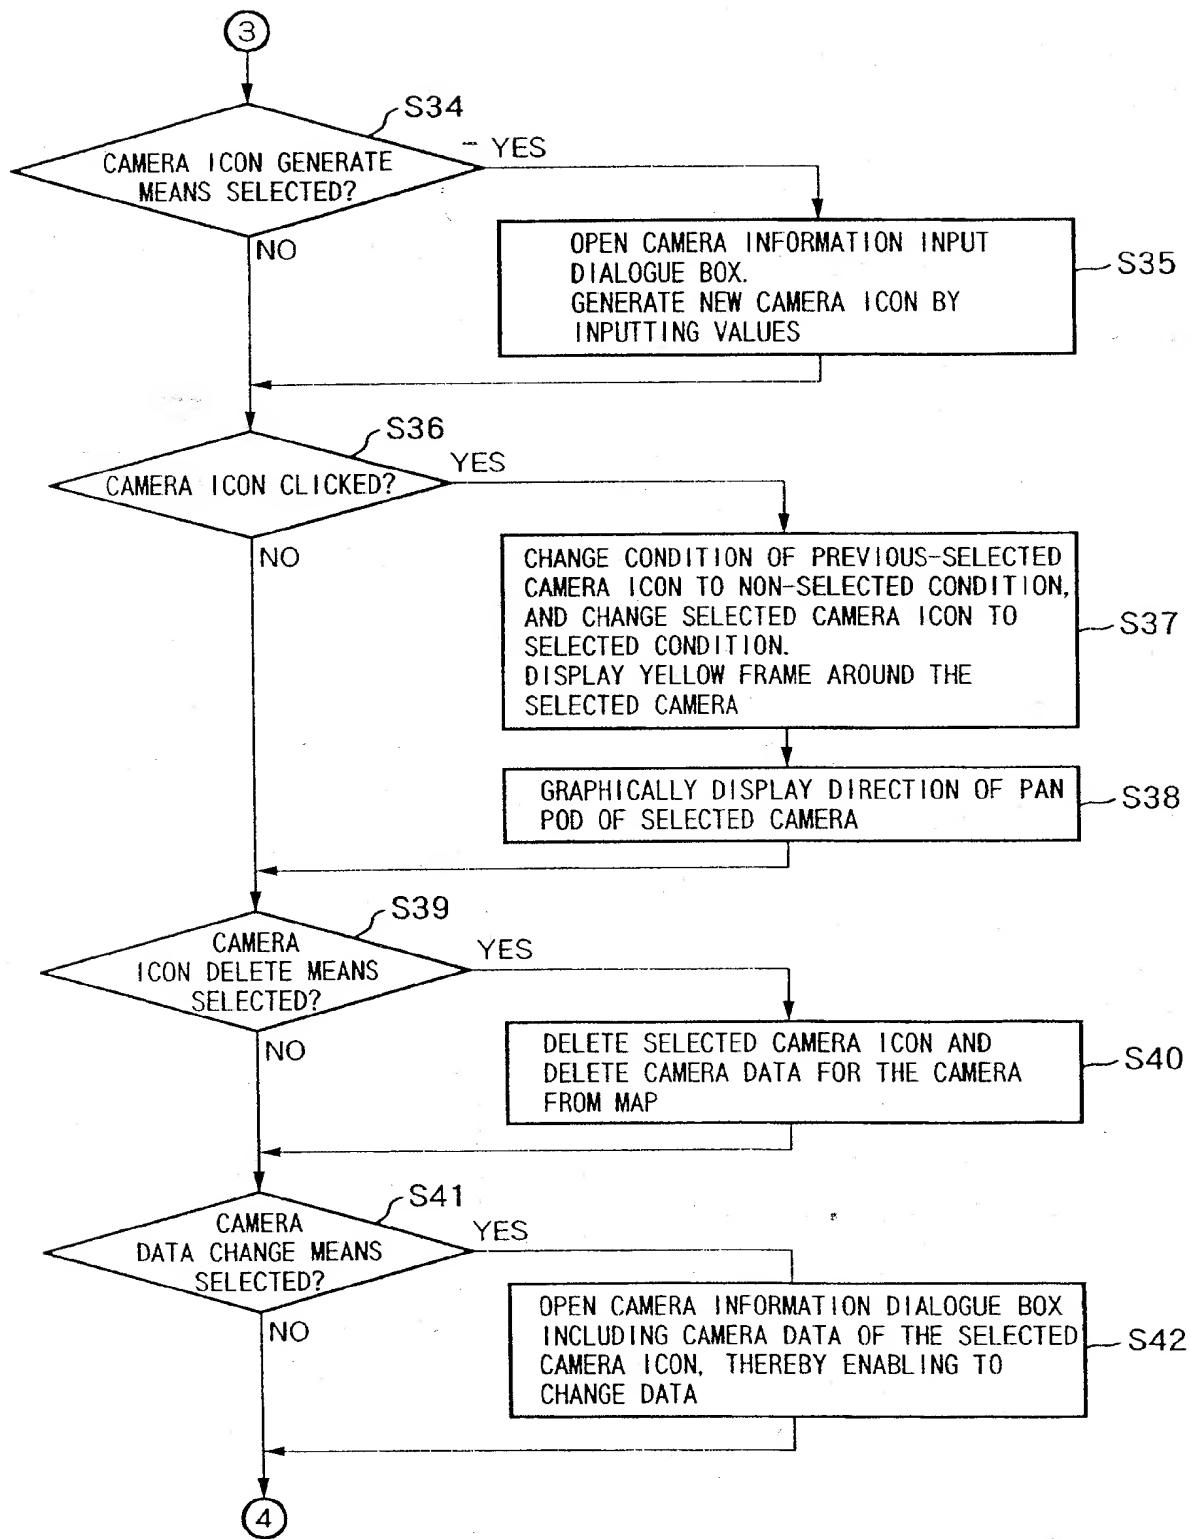 3
S34
CAMERA ICON GENERATE
MEANS SELECTED?
YES
NO
OPEN CAMERA INFORMATION INPUT
DIALOGUE BOX.
GENERATE NEW CAMERA ICON BY
INPUTTING VALUES
S35
S36
CAMERA ICON CLICKED?
YES
NO
CHANGE CONDITION OF PREVIOUS-SELECTED
CAMERA ICON TO NON-SELECTED CONDITION,
AND CHANGE SELECTED CAMERA ICON TO
SELECTED CONDITION.
DISPLAY YELLOW FRAME AROUND THE
SELECTED CAMERA
S37
GRAPHICALLY DISPLAY DIRECTION OF PAN
POD OF SELECTED CAMERA
S38
S39
CAMERA
ICON DELETE MEANS
SELECTED?
YES
NO
DELETE SELECTED CAMERA ICON AND
DELETE CAMERA DATA FOR THE CAMERA
FROM MAP
S40
S41
CAMERA
DATA CHANGE MEANS
SELECTED?
YES
NO
OPEN CAMERA INFORMATION DIALOGUE BOX
INCLUDING CAMERA DATA OF THE SELECTED
CAMERA ICON, THEREBY ENABLING TO
CHANGE DATA
S42
4